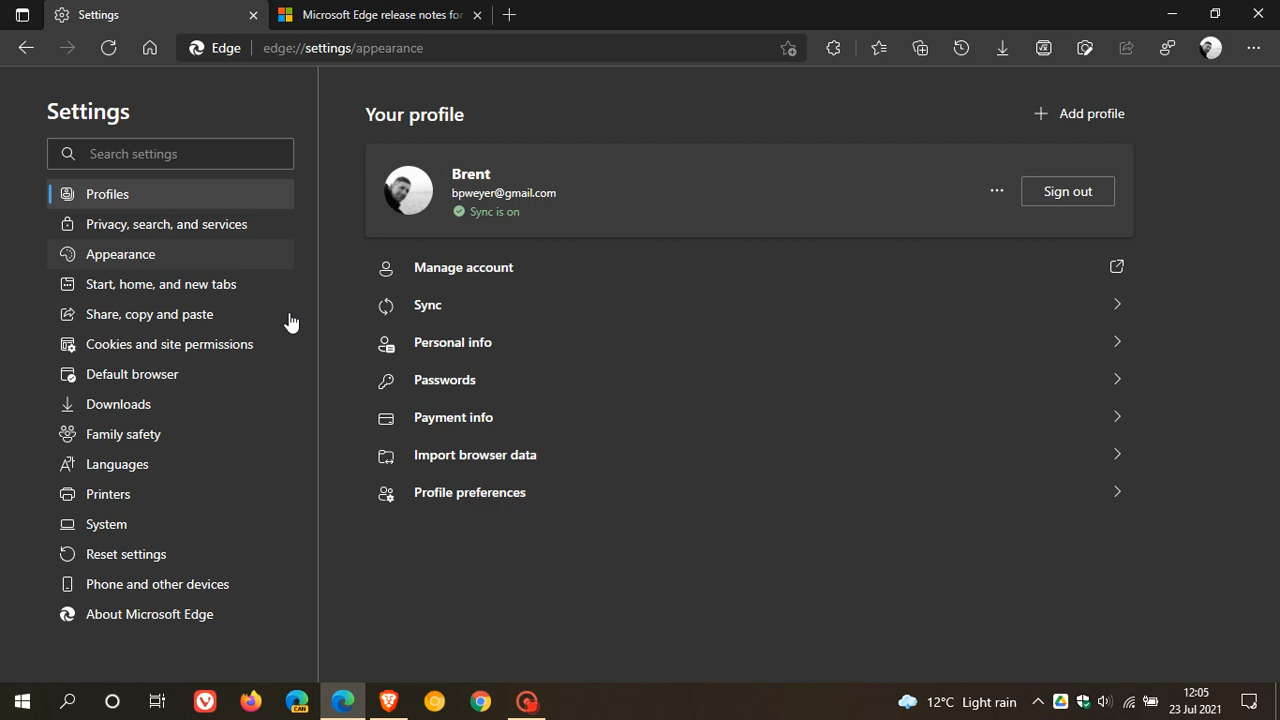 Settings
Microsoft Edge release notes for
Edge
edge://settings/appearance
Settings
Search settings
Profiles
Privacy, search, and services
Appearance
Start, home, and new tabs
Share, copy and paste
Cookies and site permissions
Default browser
Downloads
Family safety
Languages
Printers
System
Reset settings
Phone and other devices
About Microsoft Edge
Your profile
Add profile
Brent
bpweyer@gmail.com
Sync is on
Sign out
Manage account
Sync
Personal info
Passwords
Payment info
Import browser data
Profile preferences
CAN
12°C Light rain
12:05
23 Jul 2021